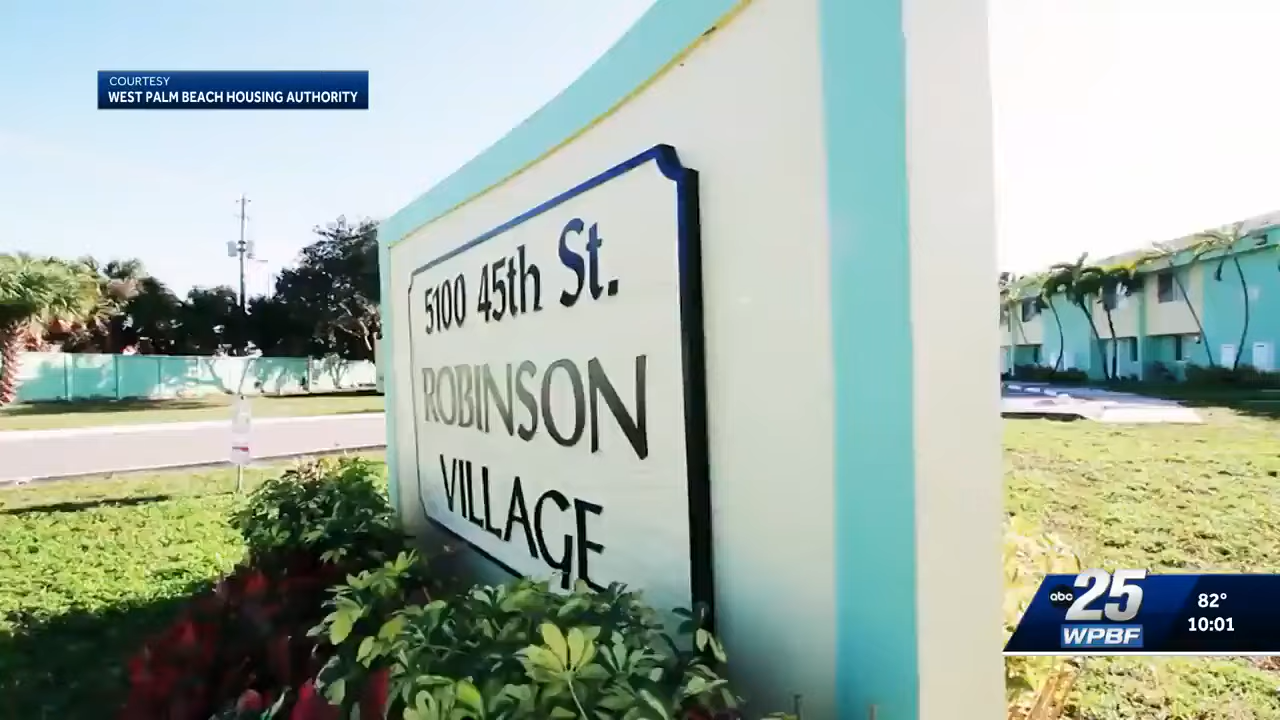 COURTESY
WEST PALM BEACH HOUSING AUTHORITY
5100 45th St.
ROBINSON
VILLAGE
abc 25
WPBF
82°
10:01